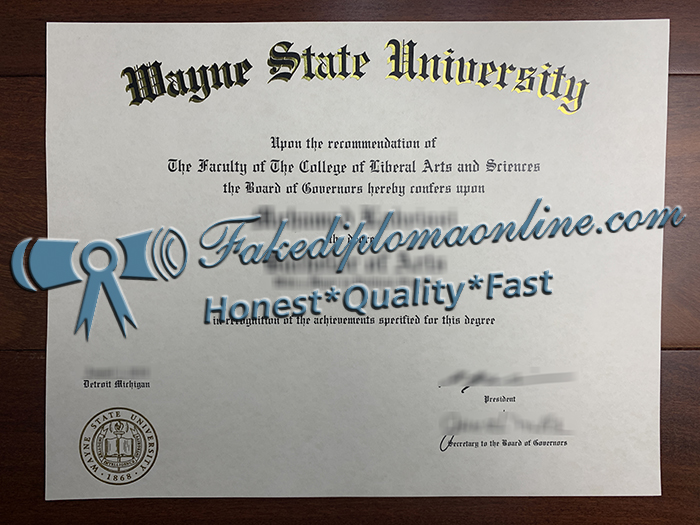 Wayne State University
Upon the recommendation of
The Faculty of The College of Liberal Arts and Sciences
the Board of Governors hereby confers upon
Fakediplomaonline.com
Honest*Quality*Fast
in recognition of the achievements specified for this degree
Detroit Michigan
President
Secretary to the Board of Governors
WAYNE STATE UNIVERSITY
1868